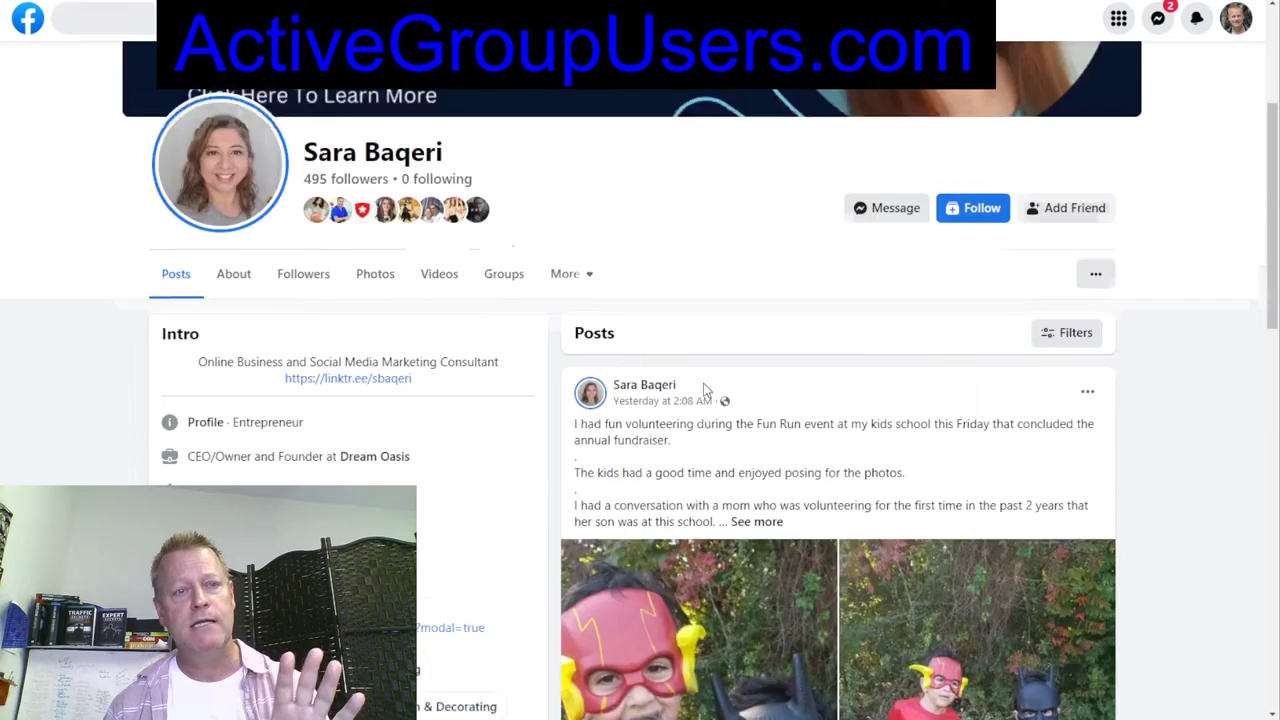 ActiveGroupUsers.com
2
Click Here To Learn More
Sara Baqeri
495 followers • 0 following
Message
Follow
Add Friend
Posts
About
Followers
Photos
Videos
Groups
More
Intro
Online Business and Social Media Marketing Consultant
https://linktr.ee/sbaqeri
Profile · Entrepreneur
CEO/Owner and Founder at Dream Oasis
?modal=true
& Decorating
Posts
Filters
Sara Baqeri
Yesterday at 2:08 AM ·
I had fun volunteering during the Fun Run event at my kids school this Friday that concluded the
annual fundraiser.
.
The kids had a good time and enjoyed posing for the photos.
.
I had a conversation with a mom who was volunteering for the first time in the past 2 years that
her son was at this school. ... See more
TRAFFIC
SECRETS
EXPERT
SECRETS